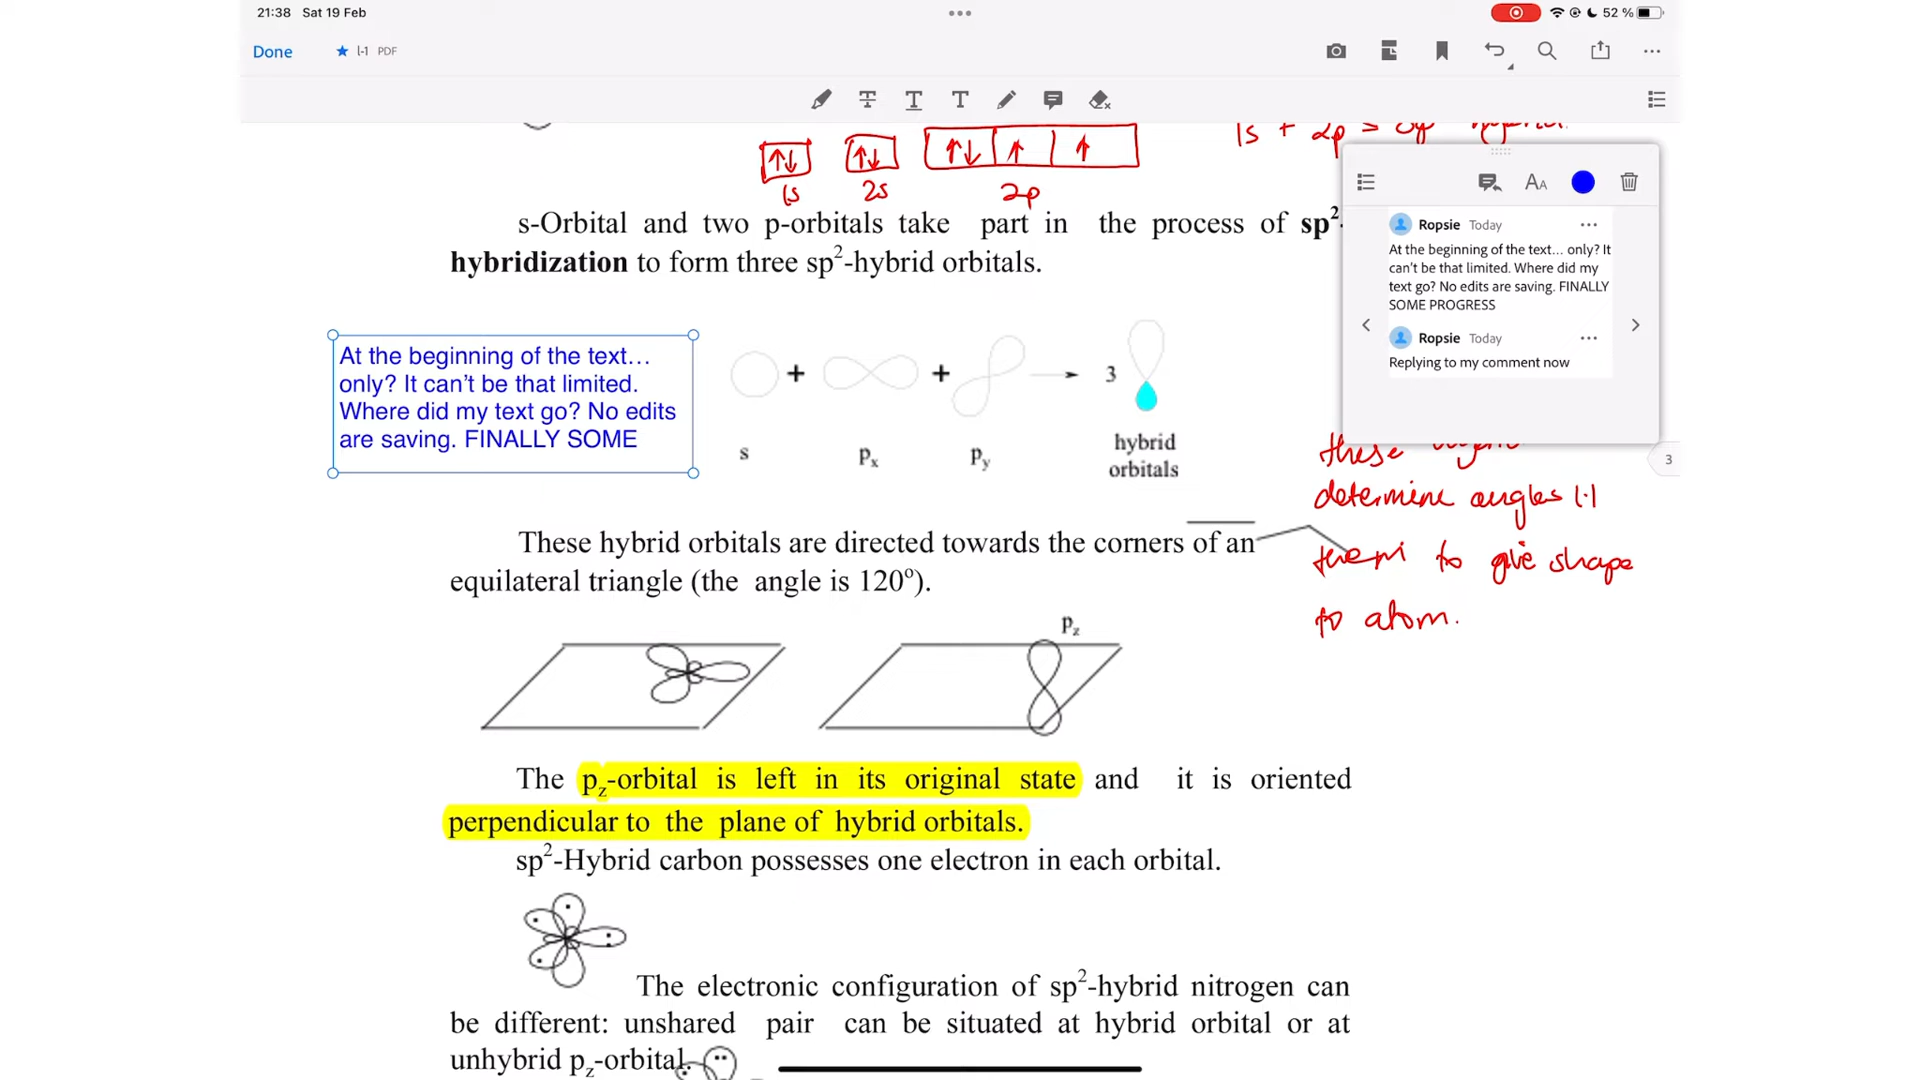 21:38 Sat 19 Feb
52 %
Done
l-1 PDF
1s + 2p =
1s
2s
2p
s-Orbital and two p-orbitals take part in the process of sp2-
hybridization to form three sp2-hybrid orbitals.
Ropsie Today
At the beginning of the text... only? It
can't be that limited. Where did my
text go? No edits are saving. FINALLY
SOME PROGRESS
Ropsie Today
Replying to my comment now
At the beginning of the text...
only? It can't be that limited.
Where did my text go? No edits
are saving. FINALLY SOME
+ + 3
s px py
hybrid
orbitals
3
these
determine angles
them to give shape
to atom.
These hybrid orbitals are directed towards the corners of an
equilateral triangle (the angle is 120°).
pz
The pz-orbital is left in its original state and it is oriented
perpendicular to the plane of hybrid orbitals.
sp2-Hybrid carbon possesses one electron in each orbital.
The electronic configuration of sp2-hybrid nitrogen can
be different: unshared pair can be situated at hybrid orbital or at
unhybrid pz-orbital.